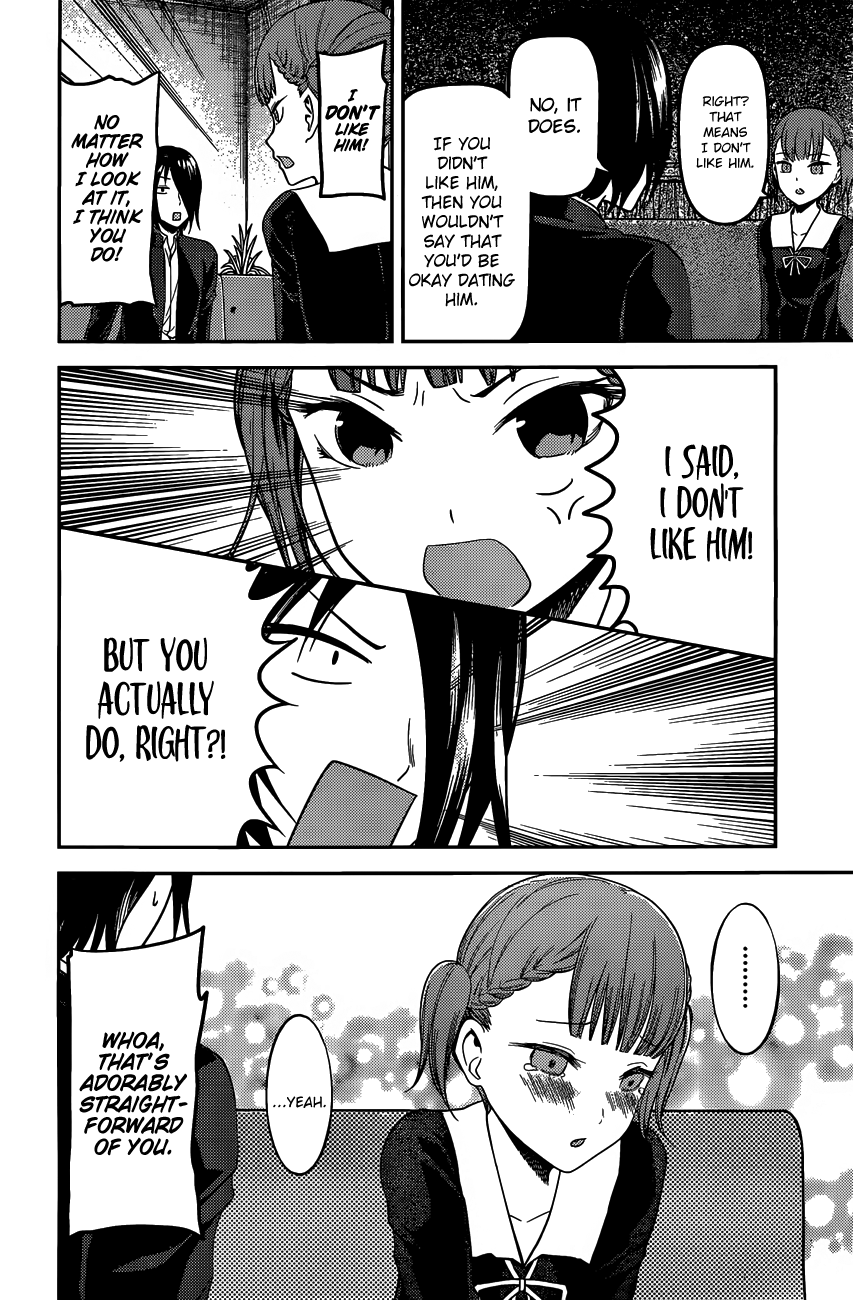 RIGHT?
THAT
MEANS
I DON'T
LIKE HIM.
NO, IT
DOES.
IF YOU
DIDN'T
LIKE HIM,
THEN YOU
WOULDN'T
SAY THAT
YOU'D BE
OKAY DATING
HIM.
I
DON'T
LIKE
HIM!
NO
MATTER
HOW
I LOOK
AT IT,
I THINK
YOU
DO!
I SAID,
I DON'T
LIKE HIM!
BUT YOU
ACTUALLY
DO, RIGHT?!
.........
...YEAH.
WHOA,
THAT'S
ADORABLY
STRAIGHT-
FORWARD
OF YOU.